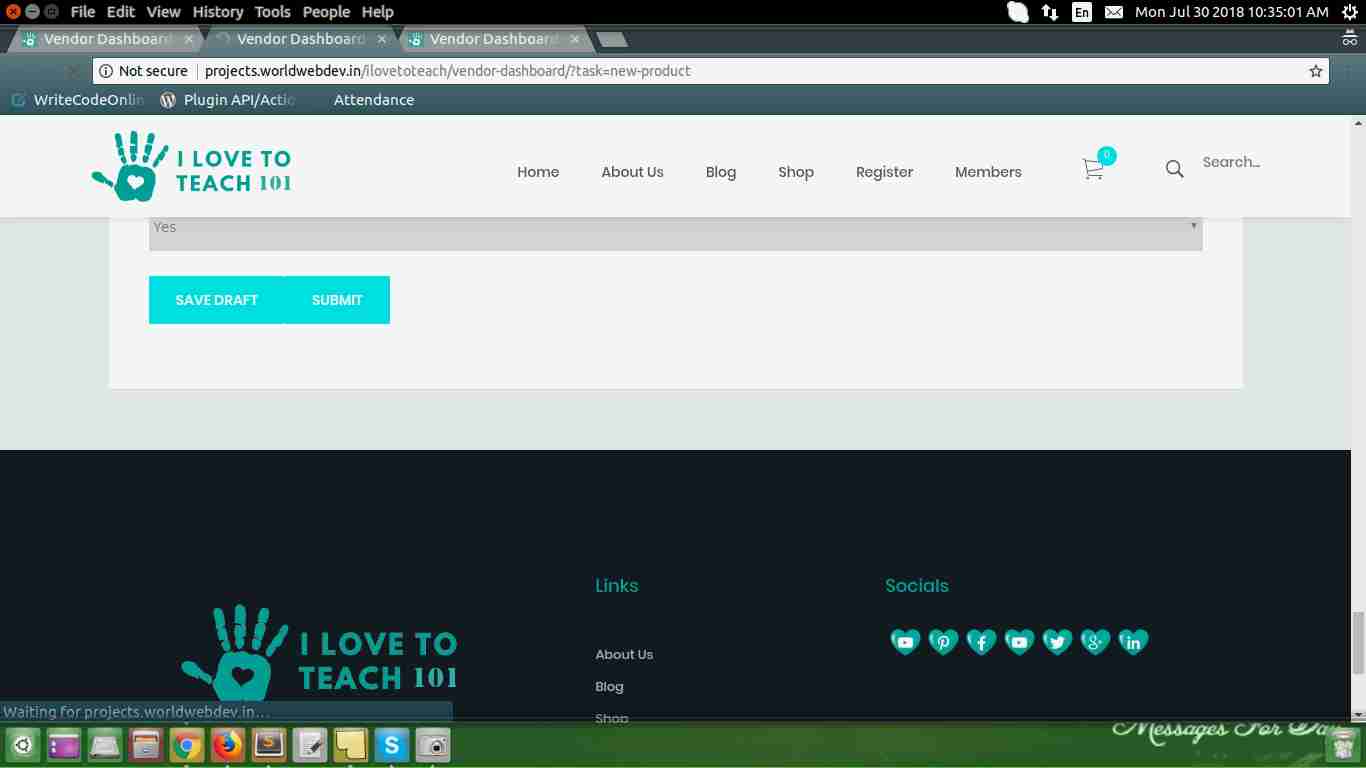 File Edit View History Tools People Help
En Mon Jul 30 2018 10:35:01 AM
Vendor Dashboard Vendor Dashboard Vendor Dashboard
Not secure projects.worldwebdev.in/ilovetoteach/vendor-dashboard/?task=new-product
WriteCodeOnlin Plugin API/Actio Attendance
I LOVE TO
TEACH 101
Home About Us Blog Shop Register Members 0 Search...
Yes
SAVE DRAFT SUBMIT
Links Socials
I LOVE TO
TEACH 101
About Us
Blog
Shop
Waiting for projects.worldwebdev.in...
Messages For Day